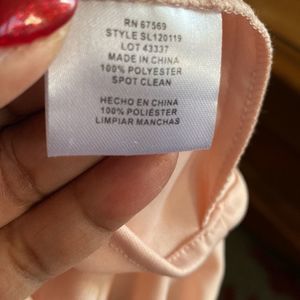 RN 67569
STYLE SL120119
LOT 43337
MADE IN CHINA
100% POLYESTER
SPOT CLEAN
HECHO EN CHINA
100% POLIÉSTER
LIMPIAR MANCHAS